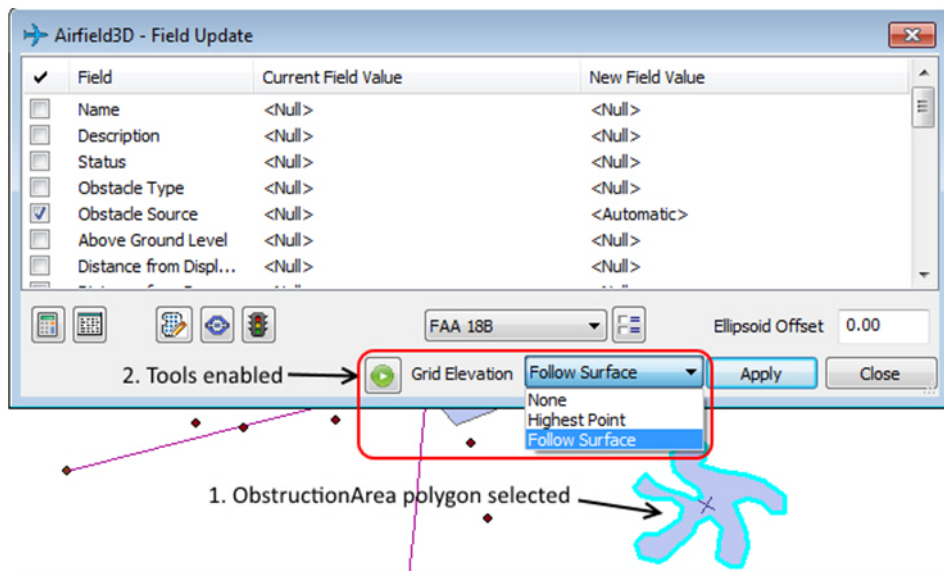 Airfield3D - Field Update
Field Current Field Value New Field Value
Name <Null> <Null>
Description <Null> <Null>
Status <Null> <Null>
Obstacle Type <Null> <Null>
Obstacle Source <Null> <Automatic>
Above Ground Level <Null> <Null>
Distance from Displ... <Null> <Null>
FAA 18B Ellipsoid Offset 0.00
2. Tools enabled Grid Elevation Follow Surface Apply Close
None
Highest Point
Follow Surface
1. ObstructionArea polygon selected